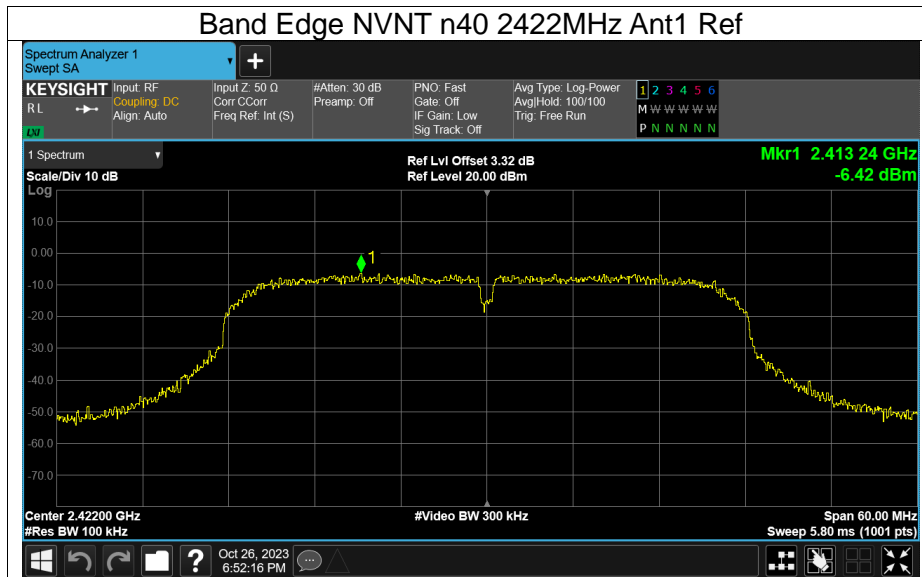 Band Edge NVNT n40 2422MHz Ant1 Ref
Spectrum Analyzer 1
Swept SA
▼
+
KEYSIGHT
RL
LXI
Input: RF
Coupling: DC
Align: Auto
Input Z: 50 Ω
Corr CCorr
Freq Ref: Int (S)
#Atten: 30 dB
Preamp: Off
PNO: Fast
Gate: Off
IF Gain: Low
Sig Track: Off
Avg Type: Log-Power
Avg|Hold: 100/100
Trig: Free Run
1 2 3 4 5 6
M W W W W W
P N N N N N
1 Spectrum ▼
Scale/Div 10 dB
Ref Lvl Offset 3.32 dB
Ref Level 20.00 dBm
Mkr1 2.413 24 GHz
-6.42 dBm
Log
10.0
0.00
-10.0
-20.0
-30.0
-40.0
-50.0
-60.0
-70.0
1
Center 2.42200 GHz
#Res BW 100 kHz
#Video BW 300 kHz
Span 60.00 MHz
Sweep 5.80 ms (1001 pts)
?
Oct 26, 2023
6:52:16 PM